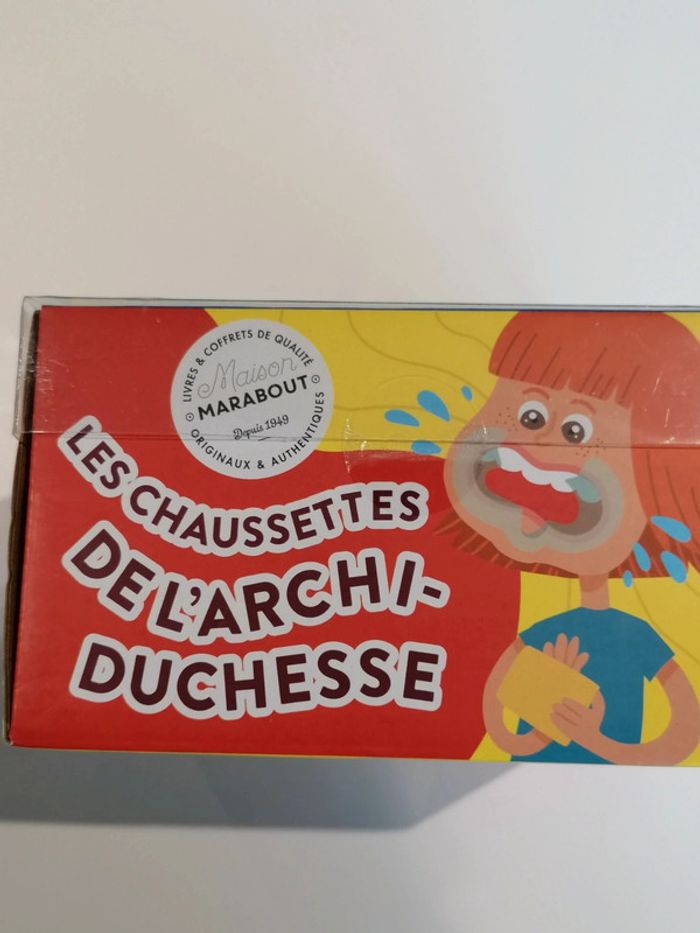 LIVRES & COFFRETS DE QUALITÉ
Maison
MARABOUT
Depuis 1949
ORIGINAUX & AUTHENTIQUES
LES CHAUSSETTES
DE L'ARCHI-
DUCHESSE